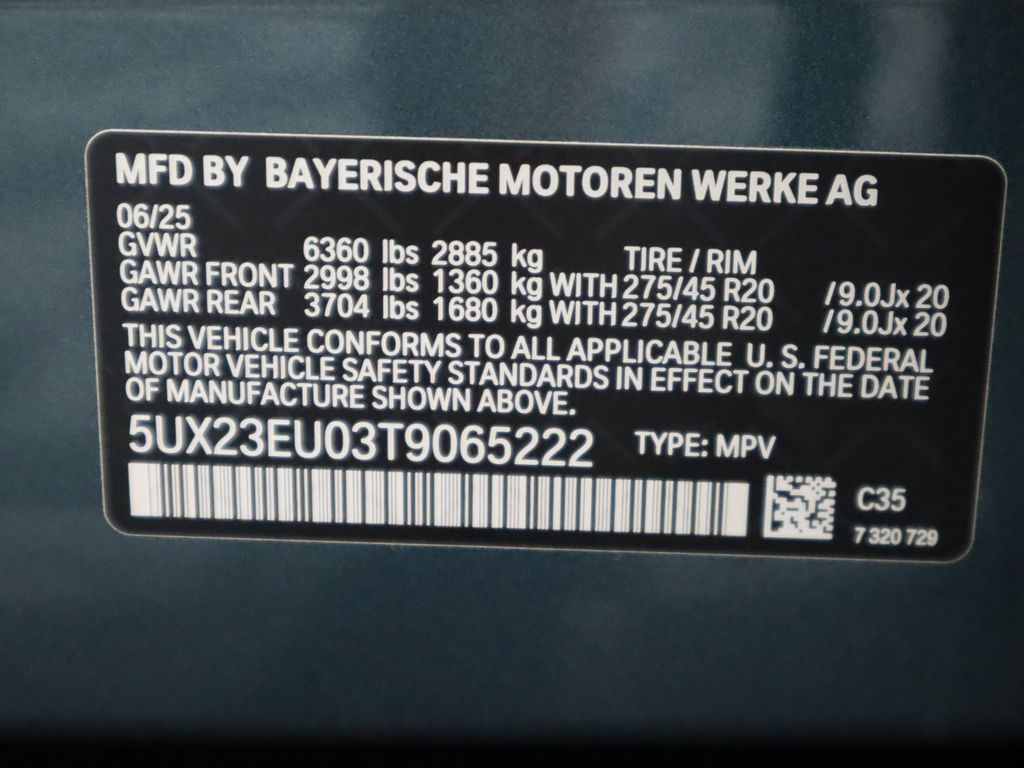 MFD BY BAYERISCHE MOTOREN WERKE AG
06/25
GVWR 6360 lbs 2885 kg TIRE / RIM
GAWR FRONT 2998 lbs 1360 kg WITH 275/45 R20 /9.0Jx 20
GAWR REAR 3704 lbs 1680 kg WITH 275/45 R20 /9.0Jx 20
THIS VEHICLE CONFORMS TO ALL APPLICABLE U. S. FEDERAL
MOTOR VEHICLE SAFETY STANDARDS IN EFFECT ON THE DATE
OF MANUFACTURE SHOWN ABOVE.
5UX23EU03T9065222 TYPE: MPV
C35
7 320 729